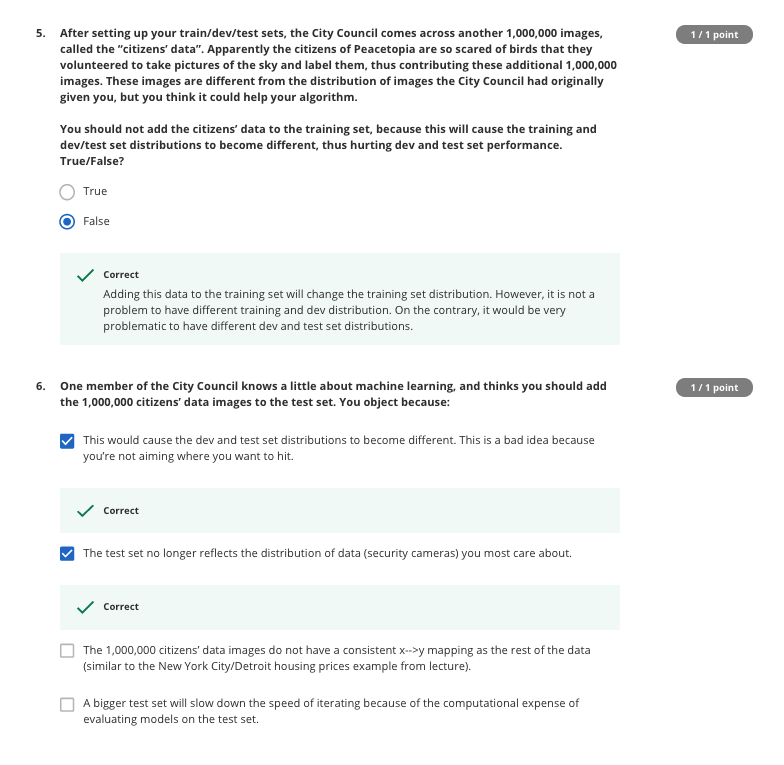 5. After setting up your train/dev/test sets, the City Council comes across another 1,000,000 images,
1 / 1 point
called the “citizens’ data”. Apparently the citizens of Peacetopia are so scared of birds that they
volunteered to take pictures of the sky and label them, thus contributing these additional 1,000,000
images. These images are different from the distribution of images the City Council had originally
given you, but you think it could help your algorithm.
You should not add the citizens’ data to the training set, because this will cause the training and
dev/test set distributions to become different, thus hurting dev and test set performance.
True/False?
True
False
Correct
Adding this data to the training set will change the training set distribution. However, it is not a
problem to have different training and dev distribution. On the contrary, it would be very
problematic to have different dev and test set distributions.
6. One member of the City Council knows a little about machine learning, and thinks you should add
1 / 1 point
the 1,000,000 citizens’ data images to the test set. You object because:
This would cause the dev and test set distributions to become different. This is a bad idea because
you’re not aiming where you want to hit.
Correct
The test set no longer reflects the distribution of data (security cameras) you most care about.
Correct
The 1,000,000 citizens’ data images do not have a consistent x-->y mapping as the rest of the data
(similar to the New York City/Detroit housing prices example from lecture).
A bigger test set will slow down the speed of iterating because of the computational expense of
evaluating models on the test set.